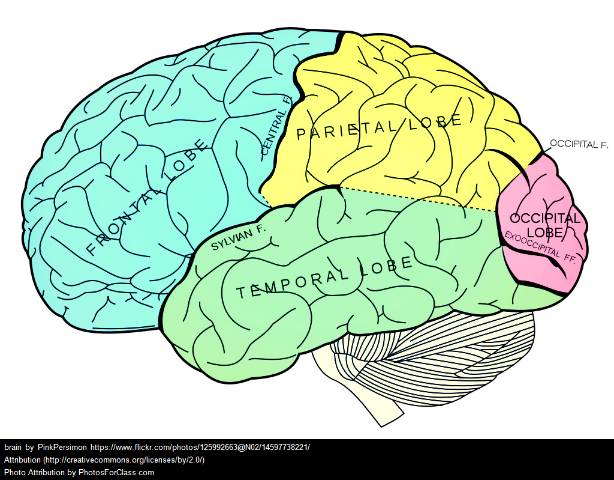 CENTRAL F.
PARIETAL LOBE
OCCIPITAL F.
FRONTAL LOBE
OCCIPITAL
LOBE
SYLVIAN F.
EXOOCCIPITAL FF.
TEMPORAL LOBE
brain by PinkPersimon https://www.flickr.com/photos/125992663@N02/14597738221/
Attribution (http://creativecommons.org/licenses/by/2.0/)
Photo Attribution by PhotosForClass.com